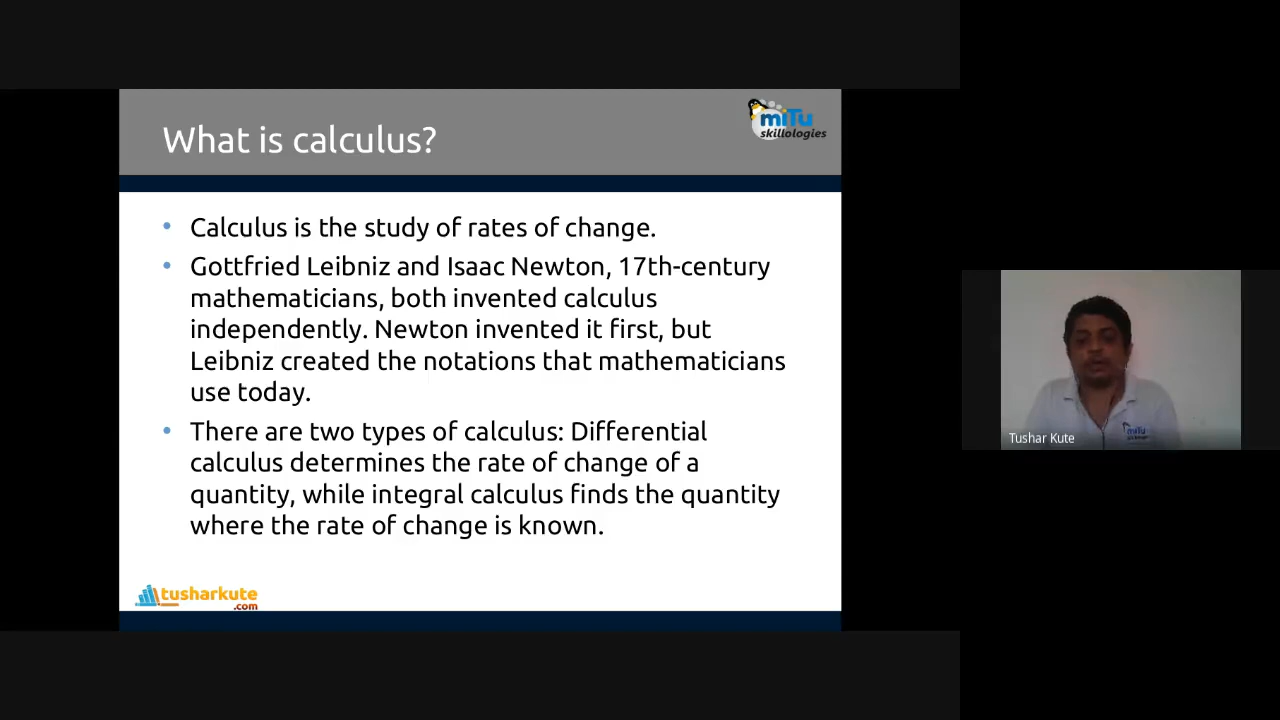 What is calculus?
miTu
skillologies
• Calculus is the study of rates of change.
• Gottfried Leibniz and Isaac Newton, 17th-century
mathematicians, both invented calculus
independently. Newton invented it first, but
Leibniz created the notations that mathematicians
use today.
• There are two types of calculus: Differential
calculus determines the rate of change of a
quantity, while integral calculus finds the quantity
where the rate of change is known.
tusharkute
.com
miTu
skillologies
Tushar Kute